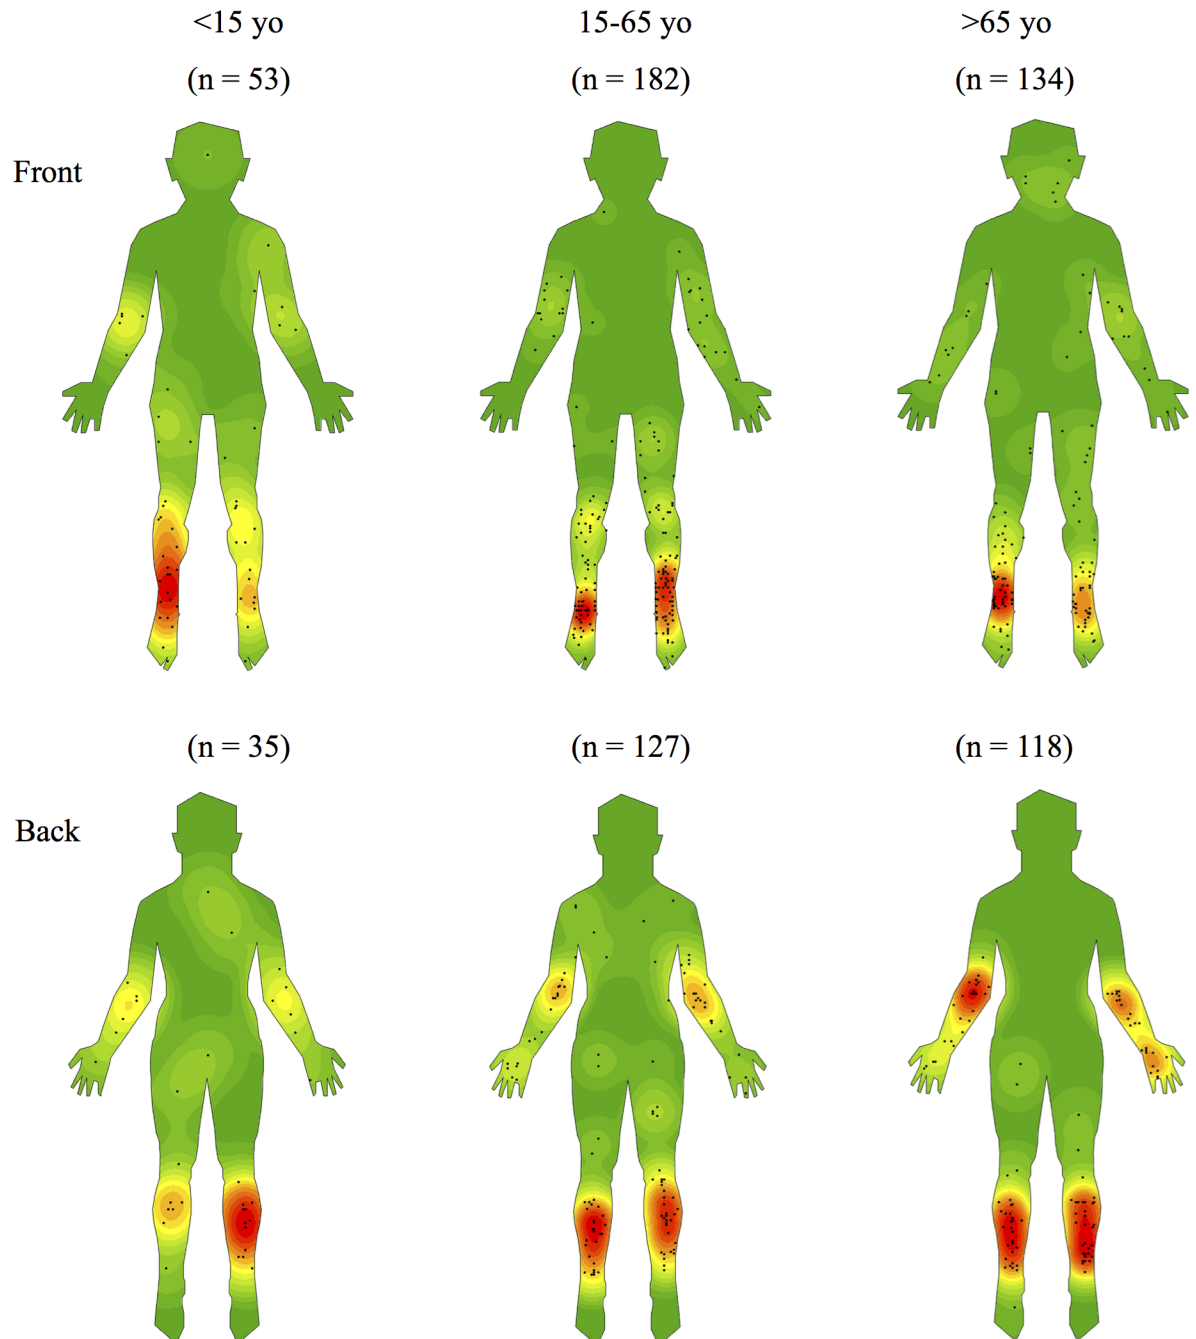 <15 yo 15-65 yo >65 yo
(n = 53) (n = 182) (n = 134)
Front
(n = 35) (n = 127) (n = 118)
Back